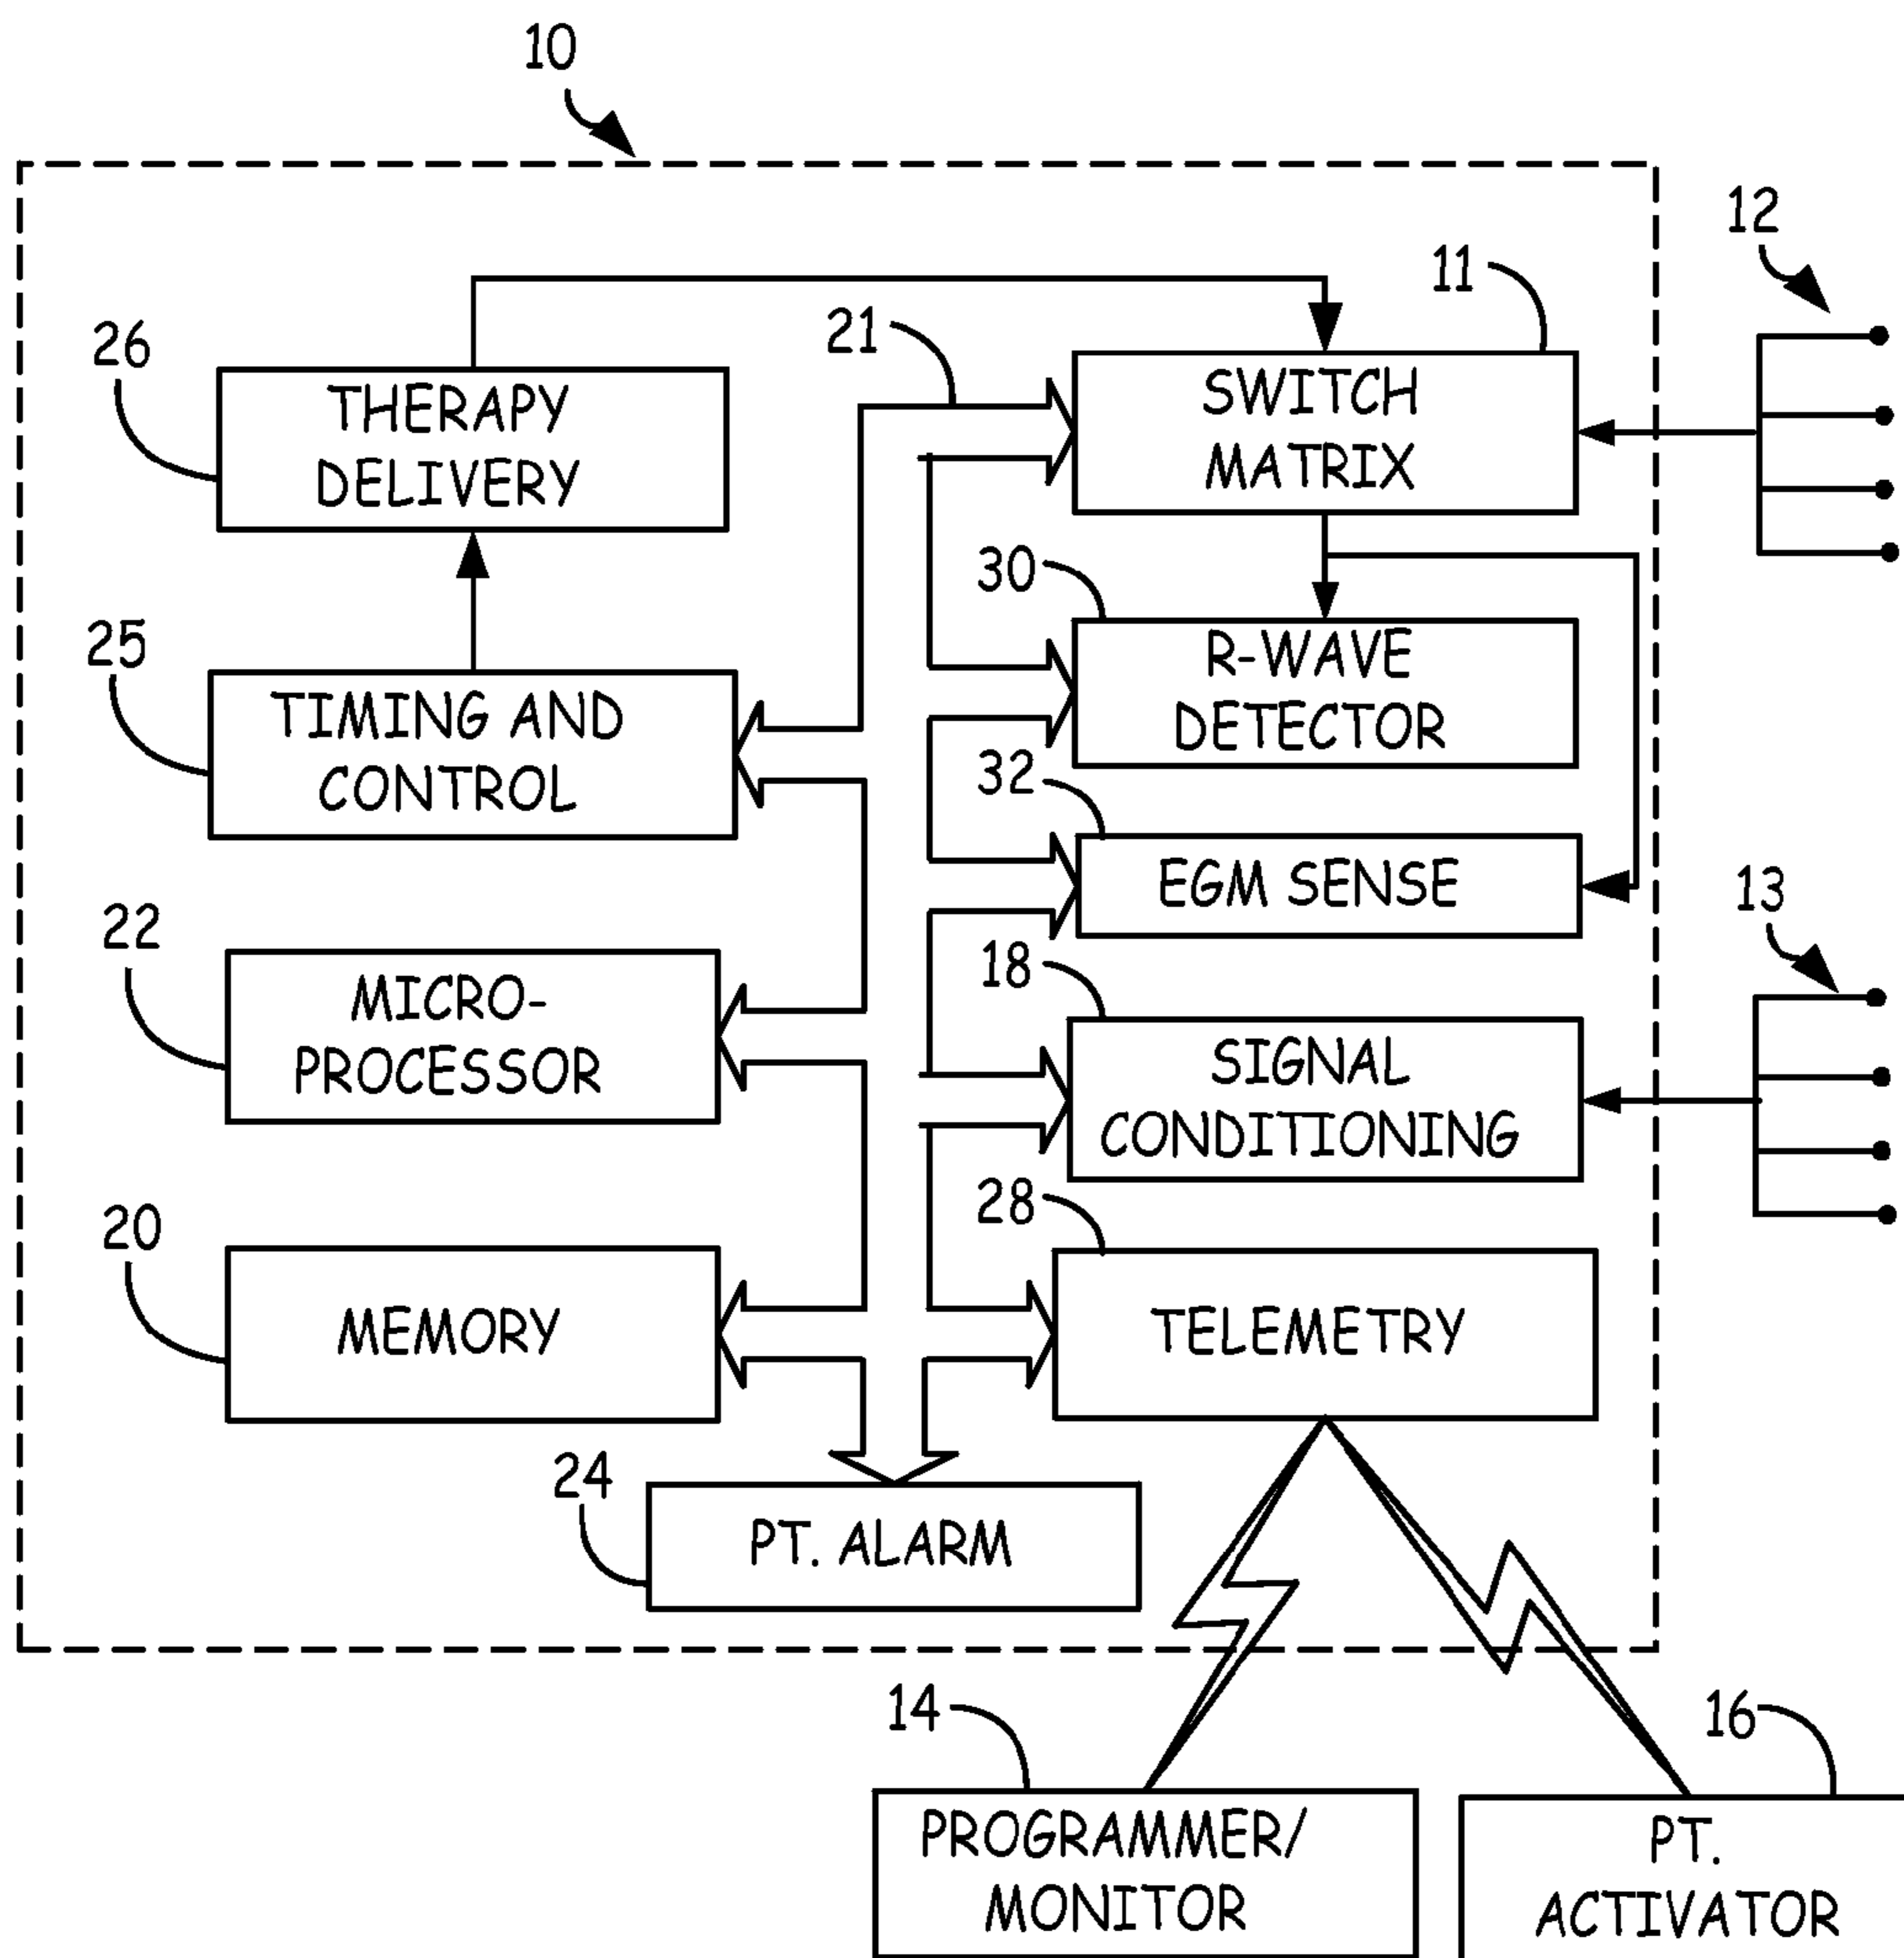 10
12
11
21
26
THERAPY
DELIVERY
SWITCH
MATRIX
30
25
TIMING AND
CONTROL
R-WAVE
DETECTOR
32
EGM SENSE
13
22
MICRO-
PROCESSOR
18
SIGNAL
CONDITIONING
28
20
MEMORY
TELEMETRY
24
PT. ALARM
14
16
PROGRAMMER/
MONITOR
PT.
ACTIVATOR